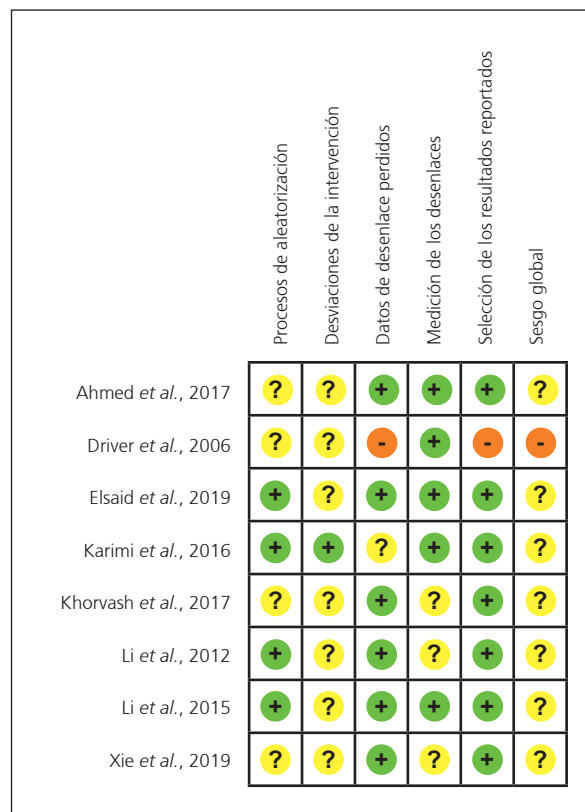 Procesos de aleatorización
Desviaciones de la intervención
Datos de desenlace perdidos
Medición de los desenlaces
Selección de los resultados reportados
Sesgo global
Ahmed et al., 2017 ? ? + + + ?
Driver et al., 2006 ? ? - + - -
Elsaid et al., 2019 + ? + + + ?
Karimi et al., 2016 + + ? + + ?
Khorvash et al., 2017 ? ? + ? + ?
Li et al., 2012 + ? + ? + ?
Li et al., 2015 + ? + + + ?
Xie et al., 2019 ? ? + ? + ?